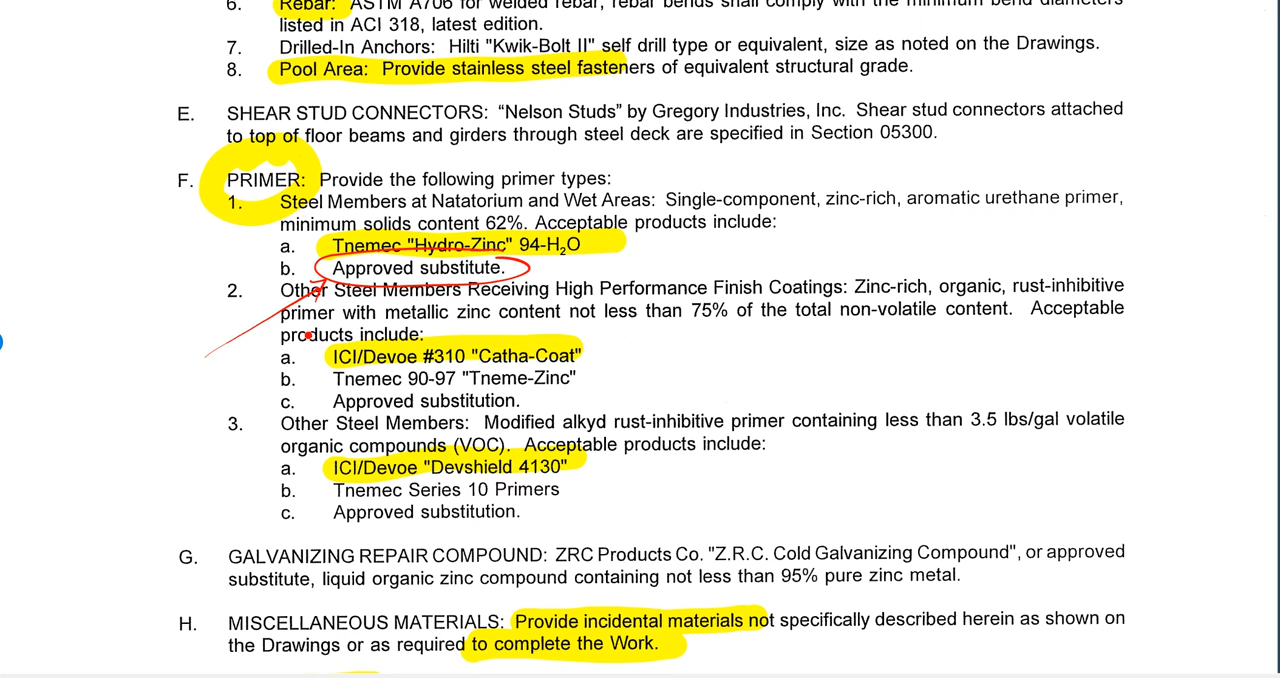 6. Rebar: ASTM A706 for welded rebar, rebar bends shall comply with the minimum bend diameters
listed in ACI 318, latest edition.
7. Drilled-In Anchors: Hilti "Kwik-Bolt II" self drill type or equivalent, size as noted on the Drawings.
8. Pool Area: Provide stainless steel fasteners of equivalent structural grade.
E. SHEAR STUD CONNECTORS: “Nelson Studs” by Gregory Industries, Inc. Shear stud connectors attached
to top of floor beams and girders through steel deck are specified in Section 05300.
F. PRIMER: Provide the following primer types:
1. Steel Members at Natatorium and Wet Areas: Single-component, zinc-rich, aromatic urethane primer,
minimum solids content 62%. Acceptable products include:
a. Tnemec "Hydro-Zinc" 94-H₂O
b. Approved substitute.
2. Other Steel Members Receiving High Performance Finish Coatings: Zinc-rich, organic, rust-inhibitive
primer with metallic zinc content not less than 75% of the total non-volatile content. Acceptable
products include:
a. ICI/Devoe #310 "Catha-Coat"
b. Tnemec 90-97 "Tneme-Zinc"
c. Approved substitution.
3. Other Steel Members: Modified alkyd rust-inhibitive primer containing less than 3.5 lbs/gal volatile
organic compounds (VOC). Acceptable products include:
a. ICI/Devoe "Devshield 4130"
b. Tnemec Series 10 Primers
c. Approved substitution.
G. GALVANIZING REPAIR COMPOUND: ZRC Products Co. "Z.R.C. Cold Galvanizing Compound", or approved
substitute, liquid organic zinc compound containing not less than 95% pure zinc metal.
H. MISCELLANEOUS MATERIALS: Provide incidental materials not specifically described herein as shown on
the Drawings or as required to complete the Work.